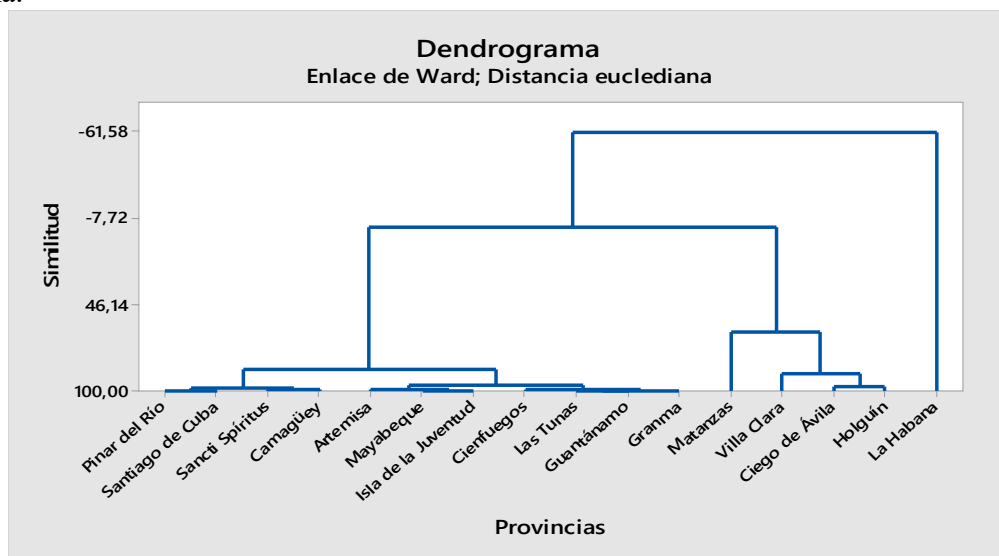 Dendrograma
Enlace de Ward; Distancia euclediana
-61,58
-7,72
46,14
100,00
Similitud
Pinar del Río
Santiago de Cuba
Sancti Spíritus
Camagüey
Artemisa
Mayabeque
Isla de la Juventud
Cienfuegos
Las Tunas
Guantánamo
Granma
Matanzas
Villa Clara
Ciego de Ávila
Holguín
La Habana
Provincias